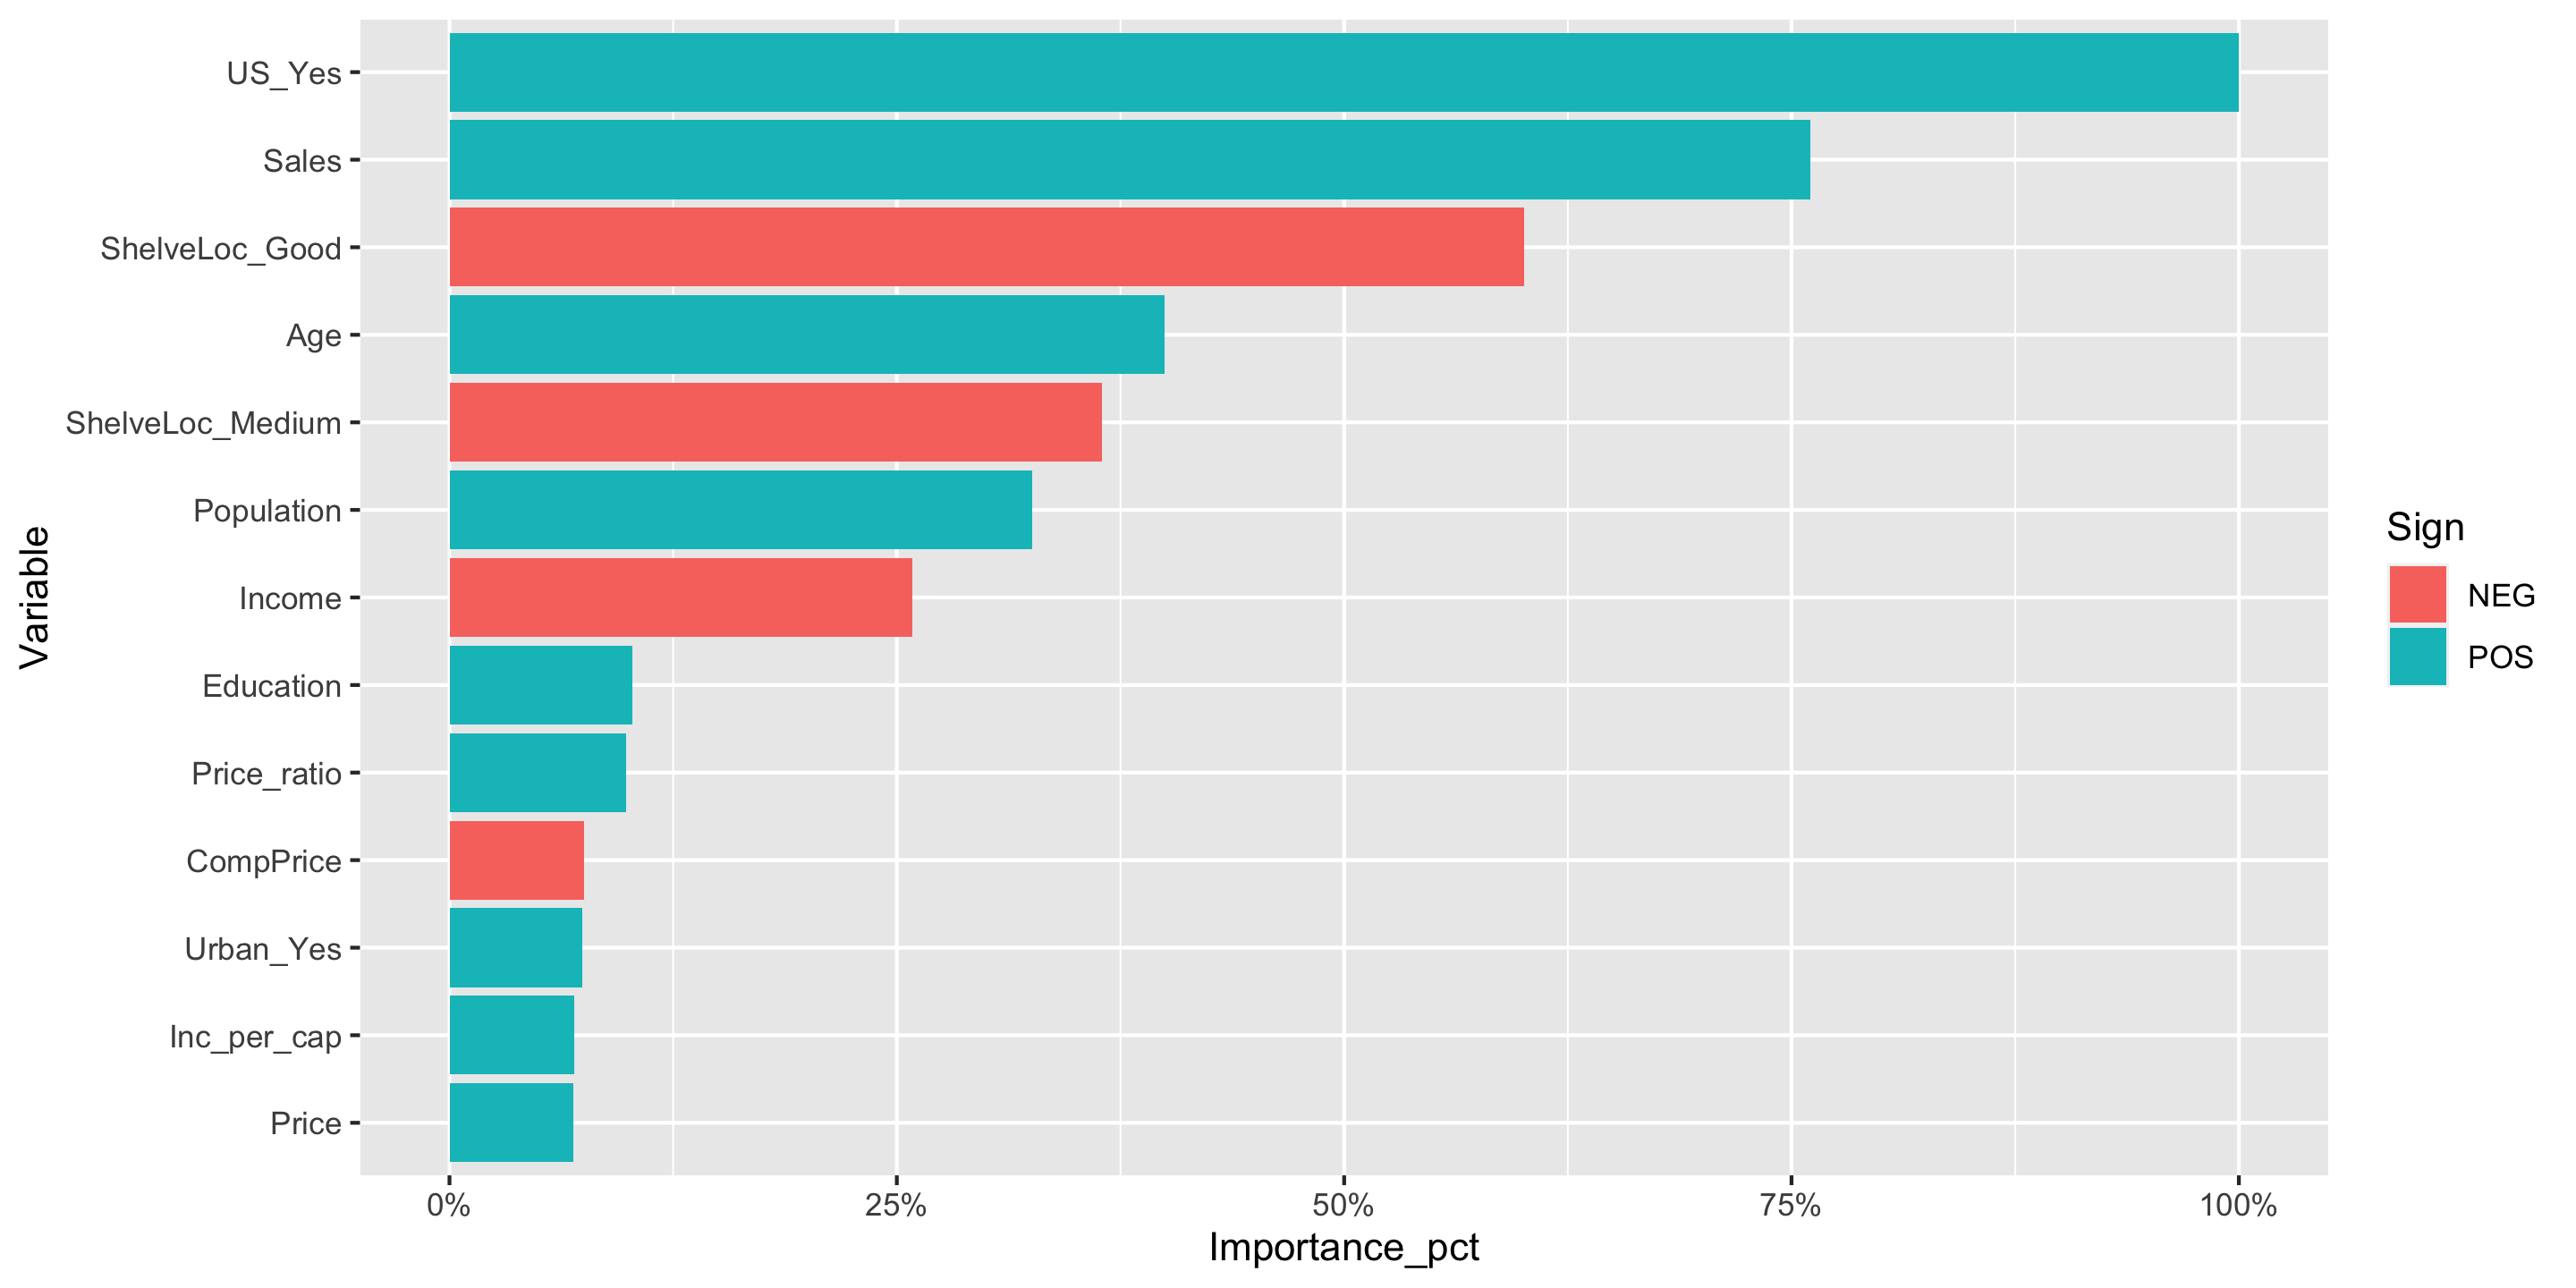 US_Yes
Sales
ShelveLoc_Good
Age
ShelveLoc_Medium
Population
Income
Education
Price_ratio
CompPrice
Urban_Yes
Inc_per_cap
Price
Variable
0% 25% 50% 75% 100%
Importance_pct
Sign
NEG
POS